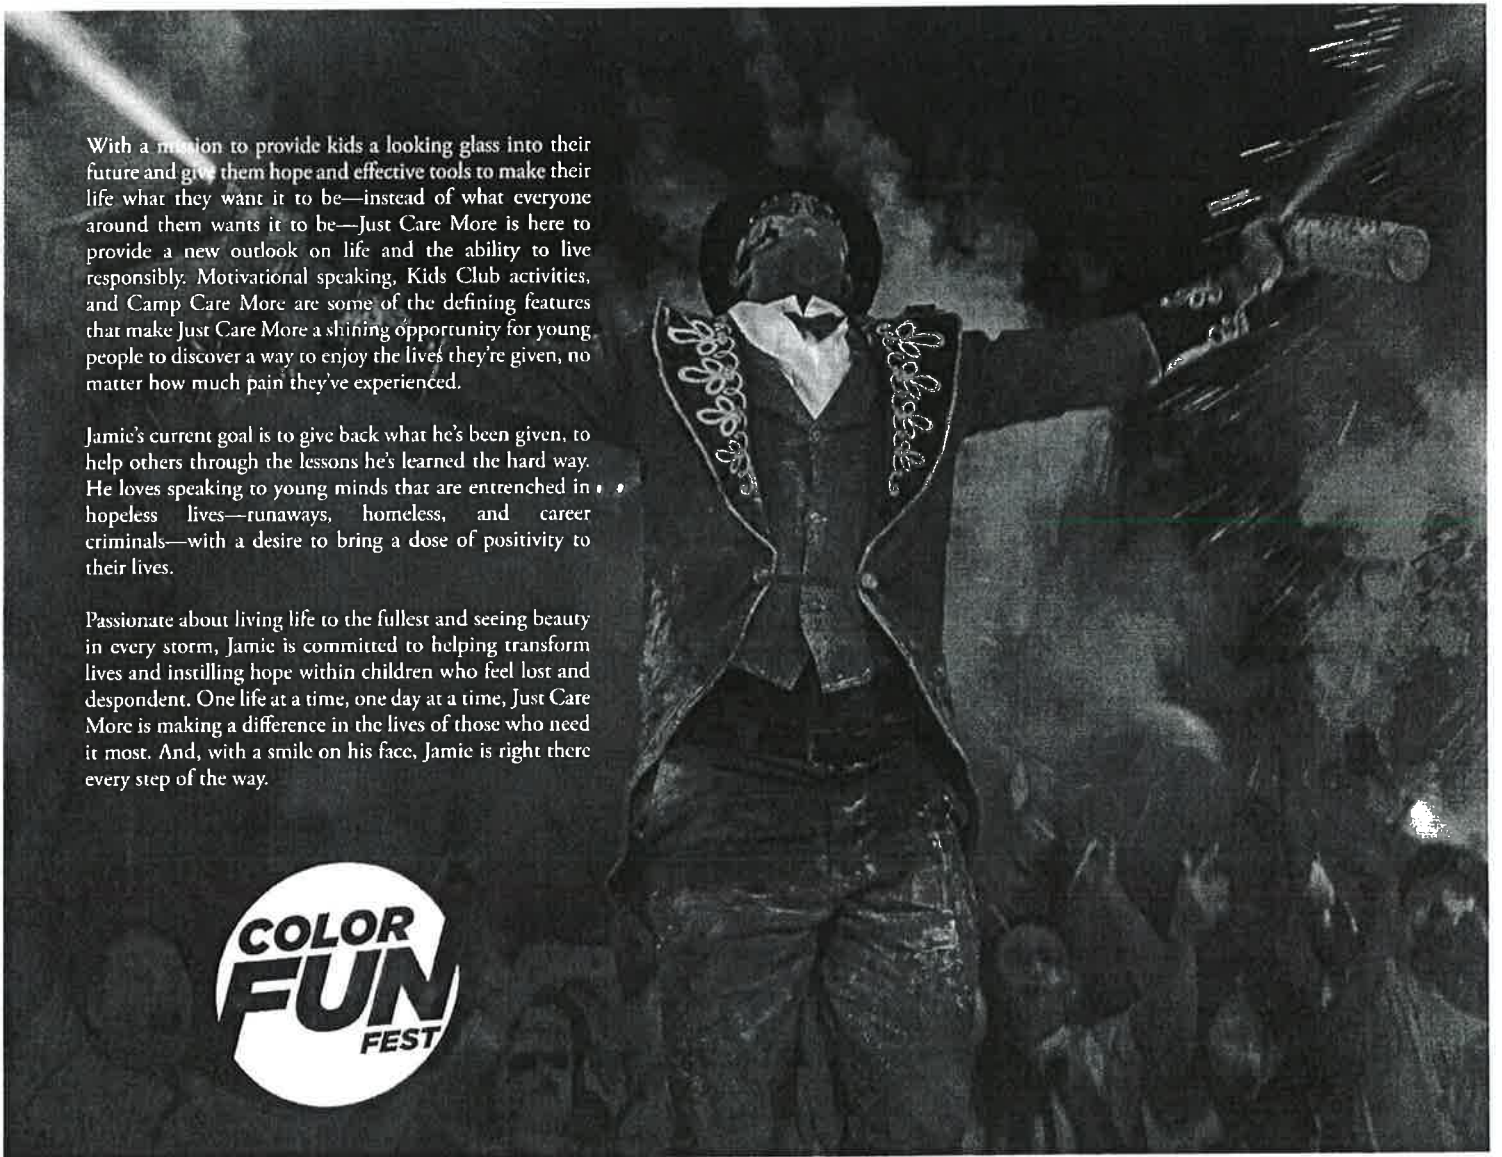 With a mission to provide kids a looking glass into their
future and give them hope and effective tools to make their
life what they want it to be—instead of what everyone
around them wants it to be—Just Care More is here to
provide a new outlook on life and the ability to live
responsibly. Motivational speaking, Kids Club activities,
and Camp Care More are some of the defining features
that make Just Care More a shining opportunity for young
people to discover a way to enjoy the lives they're given, no
matter how much pain they've experienced.
Jamie's current goal is to give back what he's been given, to
help others through the lessons he's learned the hard way.
He loves speaking to young minds that are entrenched in
hopeless lives—runaways, homeless, and career
criminals—with a desire to bring a dose of positivity to
their lives.
Passionate about living life to the fullest and seeing beauty
in every storm, Jamie is committed to helping transform
lives and instilling hope within children who feel lost and
despondent. One life at a time, one day at a time, Just Care
More is making a difference in the lives of those who need
it most. And, with a smile on his face, Jamie is right there
every step of the way.
COLOR
FUN
FEST